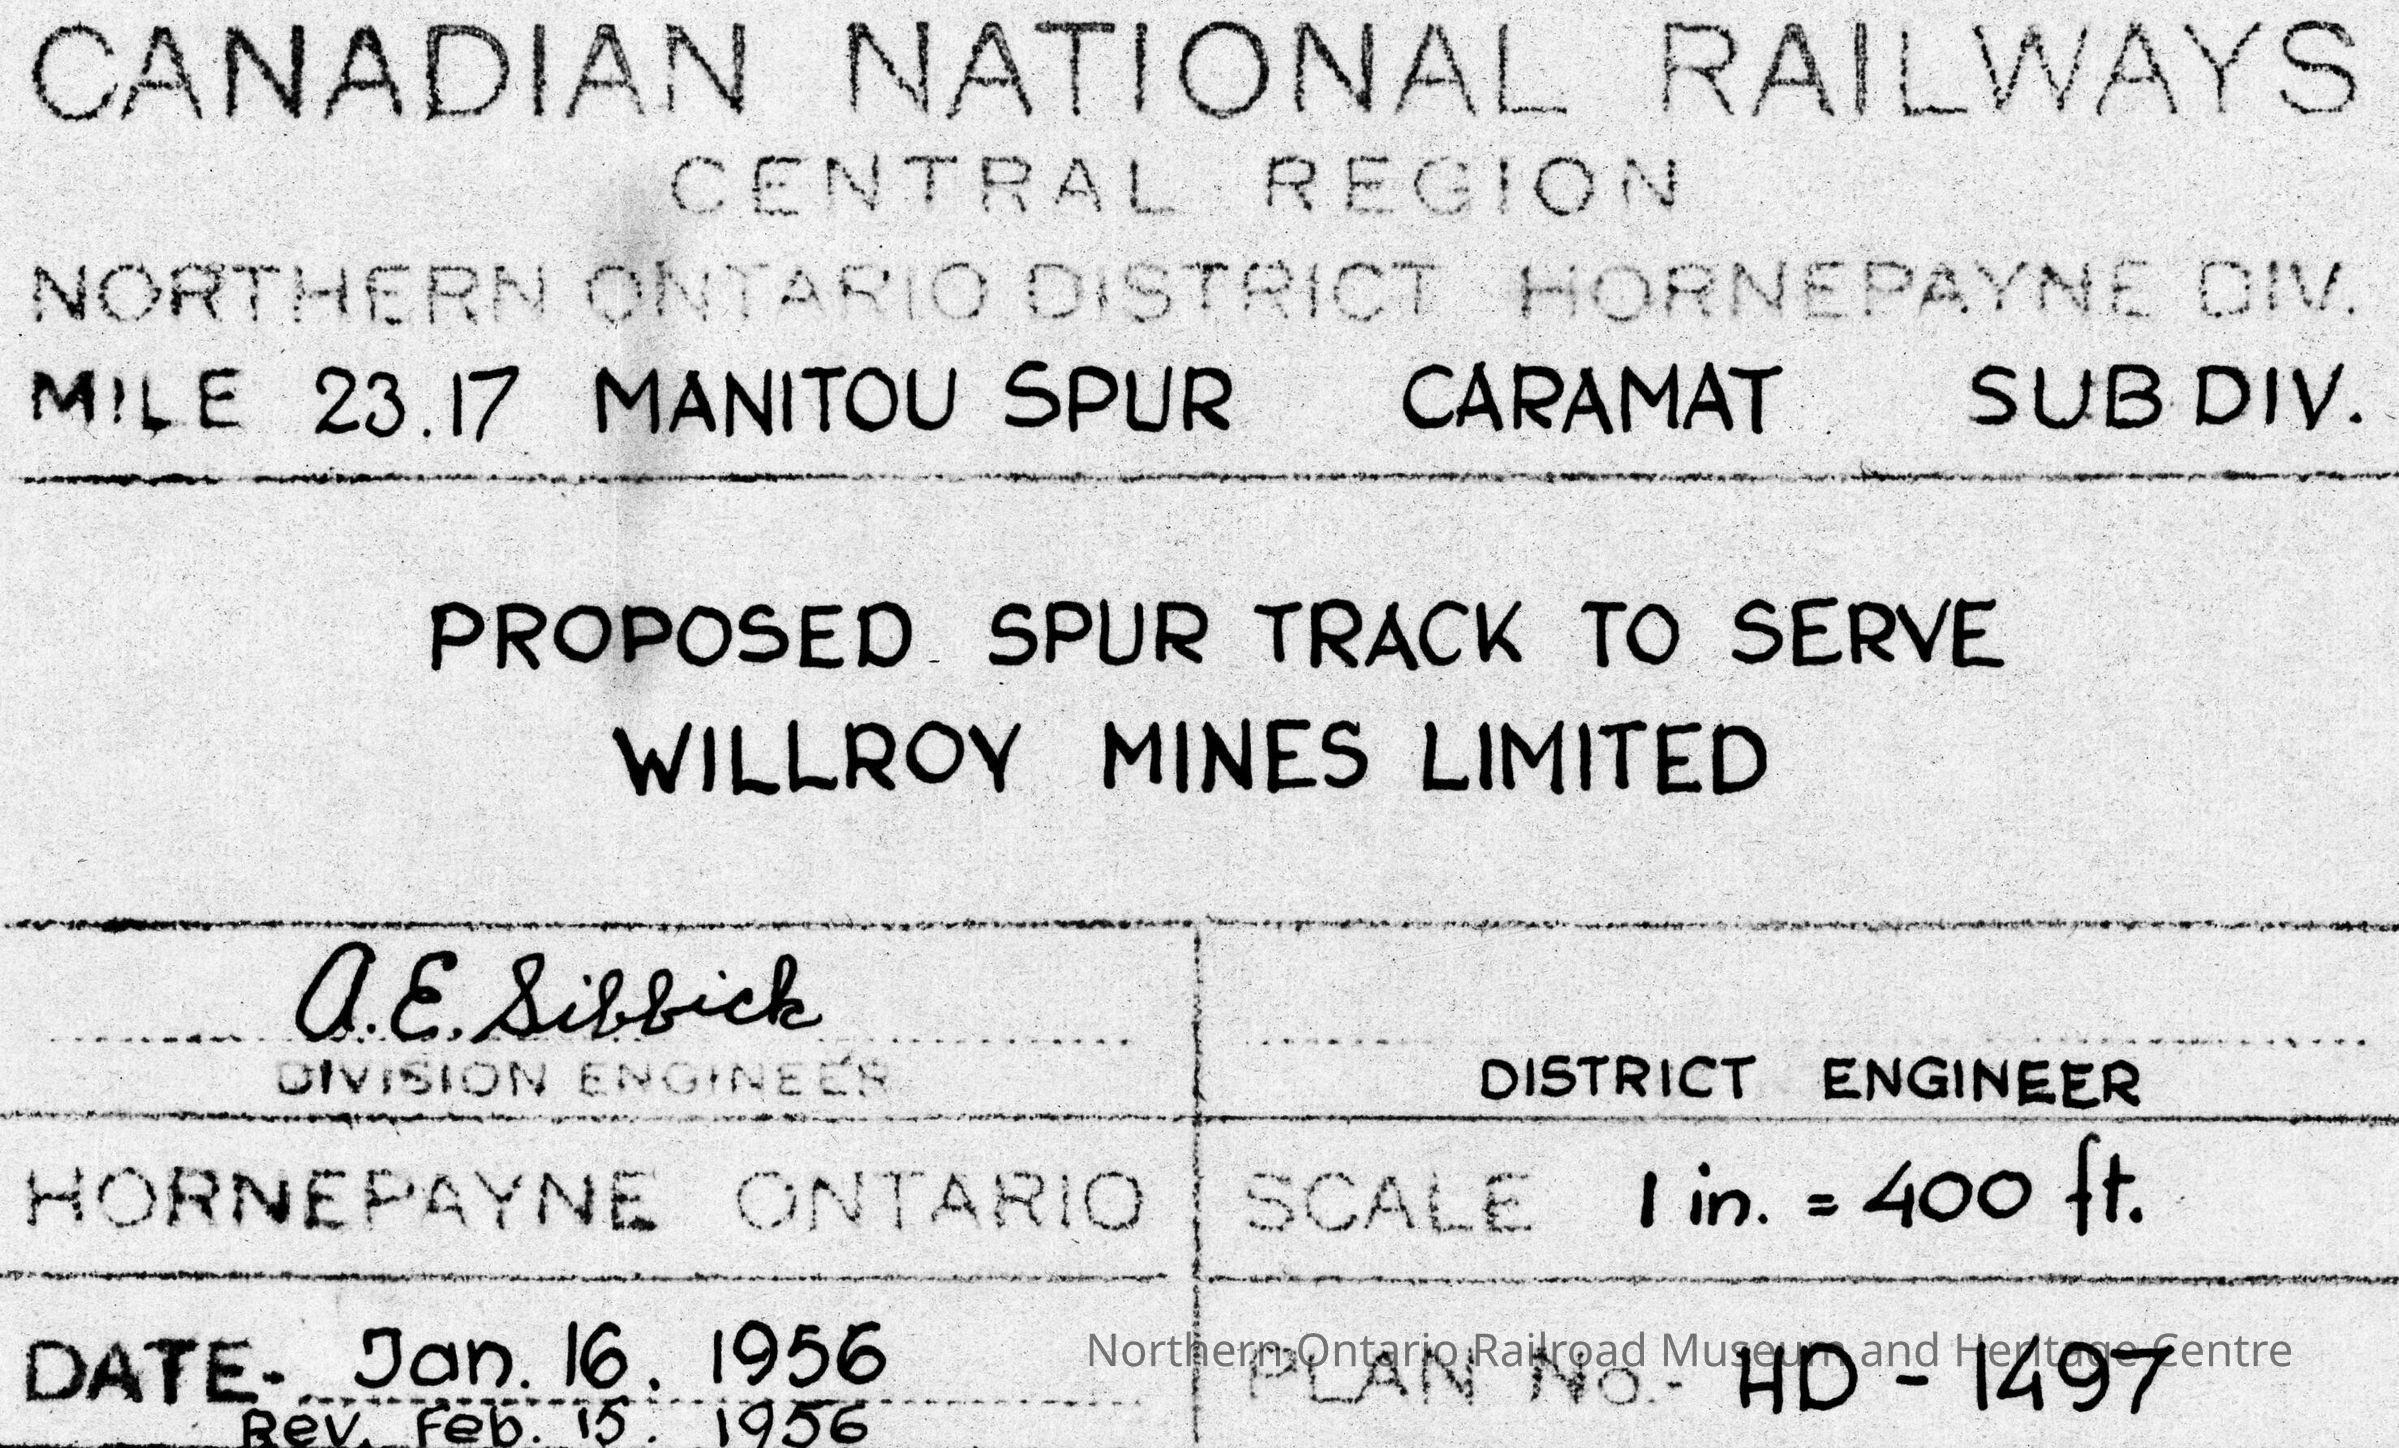 CANADIAN NATIONAL RAILWAYS
CENTRAL REGION
NORTHERN ONTARIO DISTRICT HORNEPAYNE DIV.
MILE 23.17 MANITOU SPUR CARAMAT SUBDIV.
PROPOSED SPUR TRACK TO SERVE
WILLROY MINES LIMITED
A.E. Sibbick
DIVISION ENGINEER
DISTRICT ENGINEER
HORNEPAYNE ONTARIO
SCALE 1 in. = 400 ft.
DATE- Jan. 16. 1956
Rev. Feb. 15. 1956
PLAN No.- HD - 1497
Northern Ontario Railroad Museum and Heritage Centre